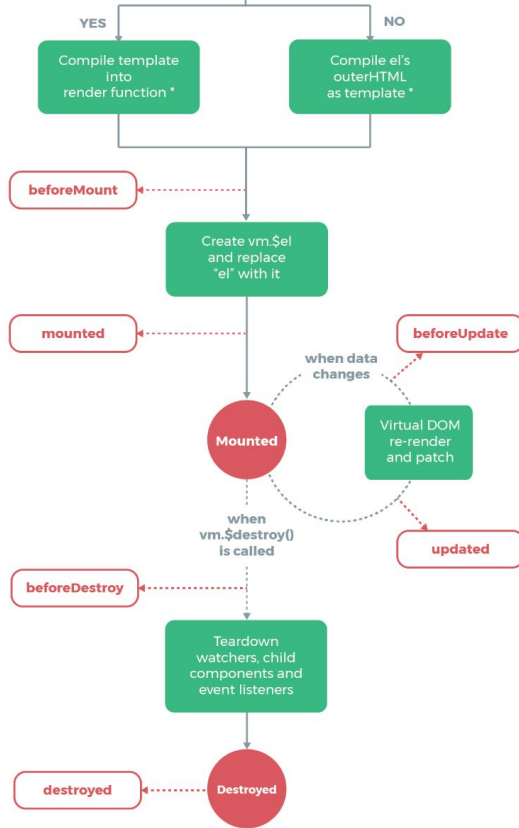 YES
NO
Compile template
into
render function *
Compile el's
outerHTML
as template *
beforeMount
Create vm.$el
and replace
"el" with it
mounted
beforeUpdate
when data
changes
Mounted
Virtual DOM
re-render
and patch
when
vm.$destroy()
is called
updated
beforeDestroy
Teardown
watchers, child
components and
event listeners
destroyed
Destroyed